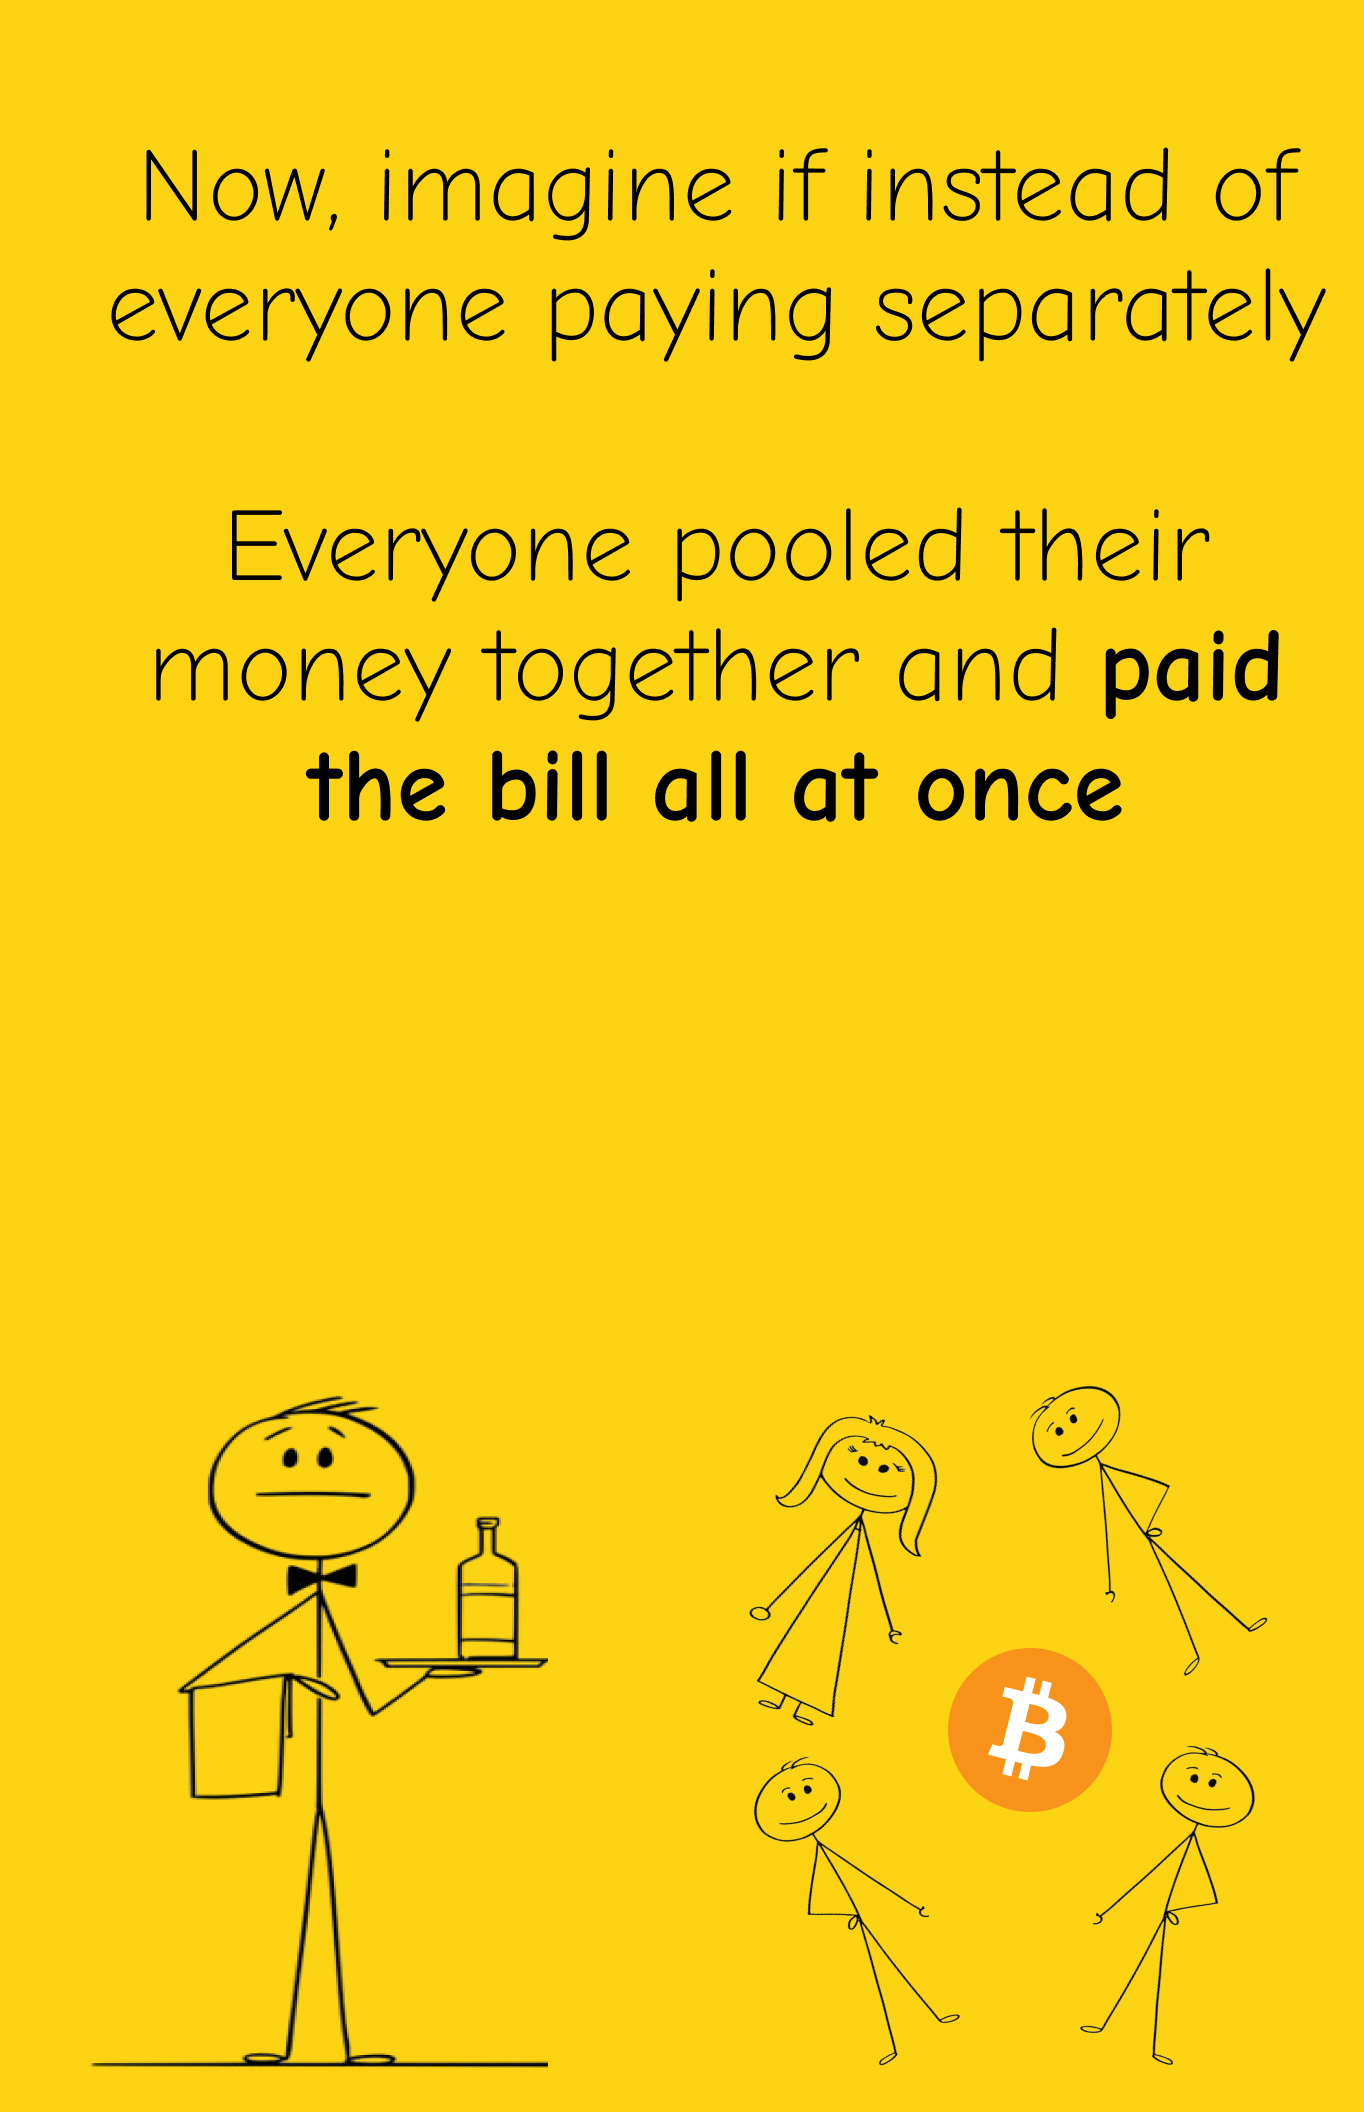 Now, imagine if instead of
everyone paying separately
Everyone pooled their
money together and paid
the bill all at once